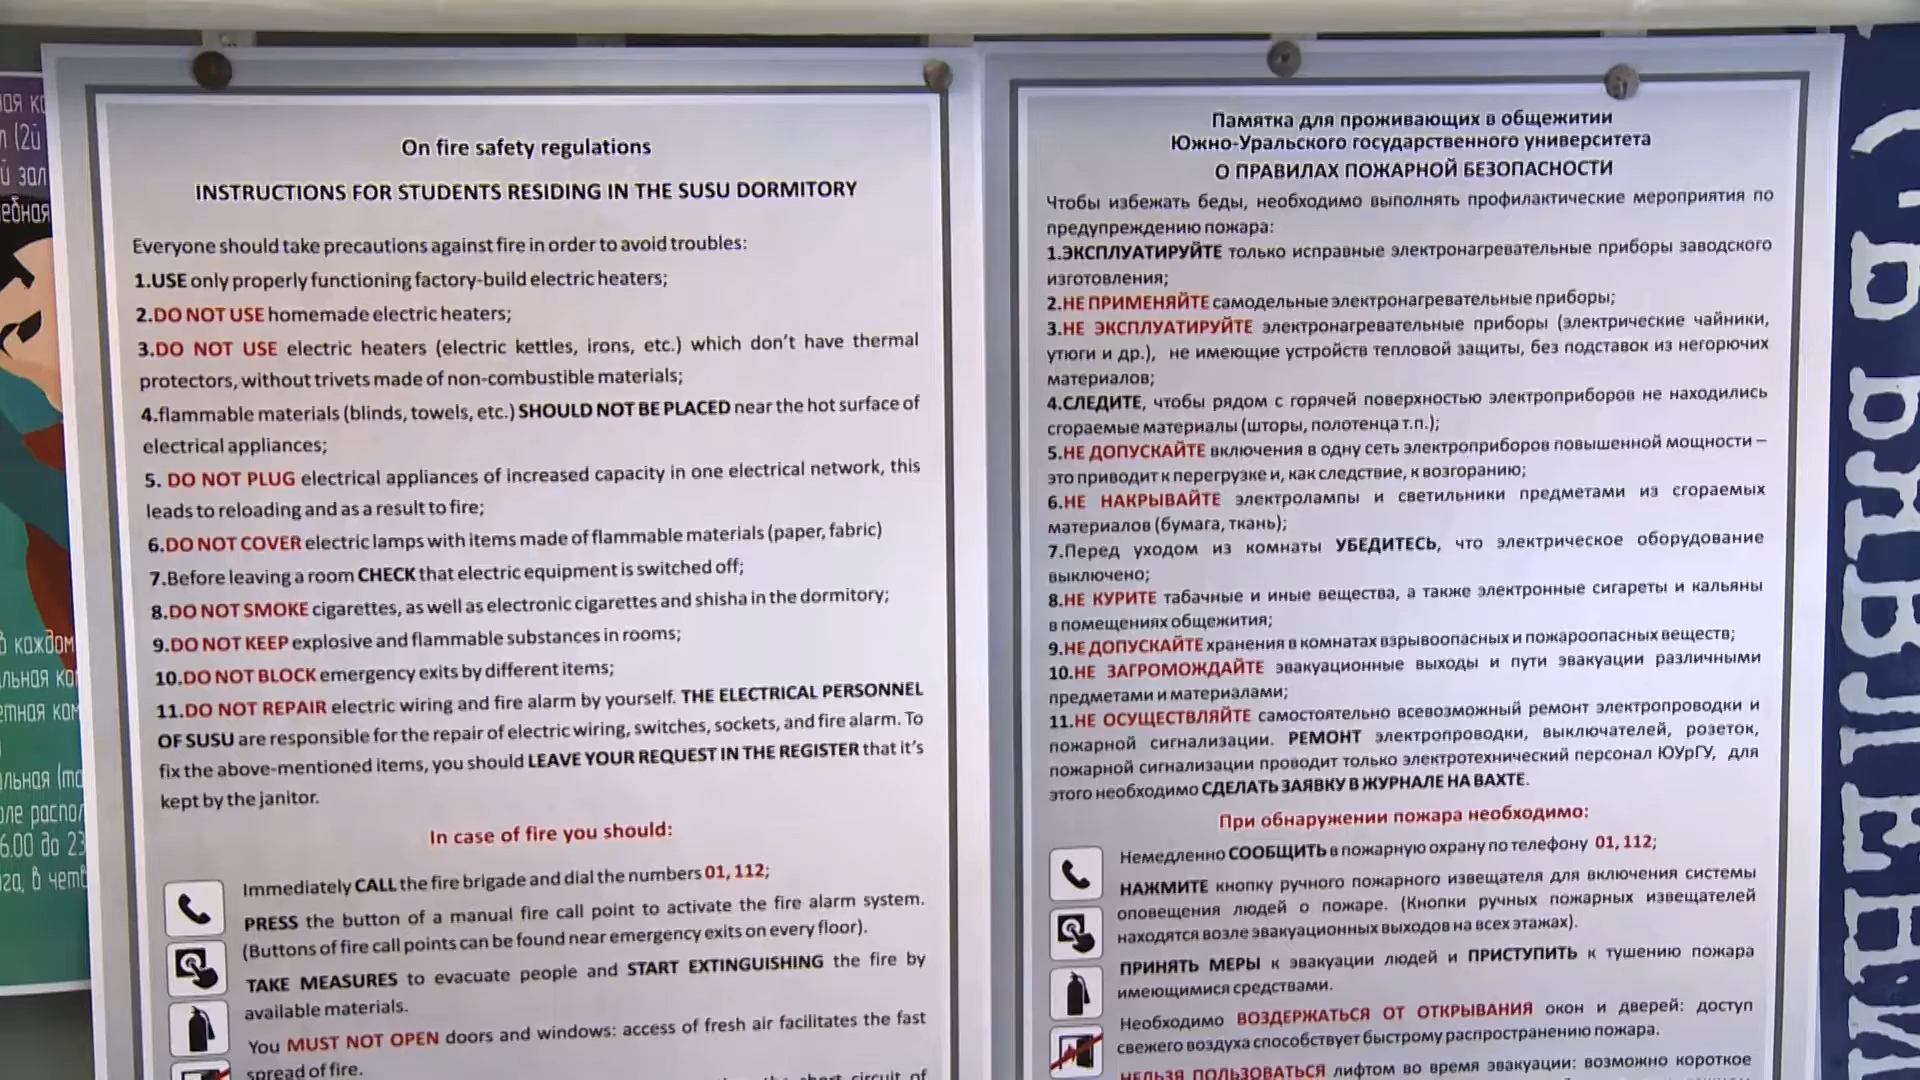 On fire safety regulations
INSTRUCTIONS FOR STUDENTS RESIDING IN THE SUSU DORMITORY
Everyone should take precautions against fire in order to avoid troubles:
1.USE only properly functioning factory-build electric heaters;
2.DO NOT USE homemade electric heaters;
3.DO NOT USE electric heaters (electric kettles, irons, etc.) which don't have thermal
protectors, without trivets made of non-combustible materials;
4.flammable materials (blinds, towels, etc.) SHOULD NOT BE PLACED near the hot surface of
electrical appliances;
5. DO NOT PLUG electrical appliances of increased capacity in one electrical network, this
leads to reloading and as a result to fire;
6.DO NOT COVER electric lamps with items made of flammable materials (paper, fabric)
7.Before leaving a room CHECK that electric equipment is switched off;
8.DO NOT SMOKE cigarettes, as well as electronic cigarettes and shisha in the dormitory;
9.DO NOT KEEP explosive and flammable substances in rooms;
10.DO NOT BLOCK emergency exits by different items;
11.DO NOT REPAIR electric wiring and fire alarm by yourself. THE ELECTRICAL PERSONNEL
OF SUSU are responsible for the repair of electric wiring, switches, sockets, and fire alarm. To
fix the above-mentioned items, you should LEAVE YOUR REQUEST IN THE REGISTER that it's
kept by the janitor.
In case of fire you should:
Immediately CALL the fire brigade and dial the numbers 01, 112;
PRESS the button of a manual fire call point to activate the fire alarm system.
(Buttons of fire call points can be found near emergency exits on every floor).
TAKE MEASURES to evacuate people and START EXTINGUISHING the fire by
available materials.
You MUST NOT OPEN doors and windows: access of fresh air facilitates the fast
spread of fire.
short circuit of
Памятка для проживающих в общежитии
Южно-Уральского государственного университета
О ПРАВИЛАХ ПОЖАРНОЙ БЕЗОПАСНОСТИ
Чтобы избежать беды, необходимо выполнять профилактические мероприятия по
предупреждению пожара:
1.ЭКСПЛУАТИРУЙТЕ только исправные электронагревательные приборы заводского
изготовления;
2.НЕ ПРИМЕНЯЙТЕ самодельные электронагревательные приборы;
3.НЕ ЭКСПЛУАТИРУЙТЕ электронагревательные приборы (электрические чайники,
утюги и др.), не имеющие устройств тепловой защиты, без подставок из негорючих
материалов;
4.СЛЕДИТЕ, чтобы рядом с горячей поверхностью электроприборов не находились
сгораемые материалы (шторы, полотенца т.п.);
5.НЕ ДОПУСКАЙТЕ включения в одну сеть электроприборов повышенной мощности –
это приводит к перегрузке и, как следствие, к возгоранию;
6.НЕ НАКРЫВАЙТЕ электролампы и светильники предметами из сгораемых
материалов (бумага, ткань);
7.Перед уходом из комнаты УБЕДИТЕСЬ, что электрическое оборудование
выключено;
8.НЕ КУРИТЕ табачные и иные вещества, а также электронные сигареты и кальяны
в помещениях общежития;
9.НЕ ДОПУСКАЙТЕ хранения в комнатах взрывоопасных и пожароопасных веществ;
10.НЕ ЗАГРОМОЖДАЙТЕ эвакуационные выходы и пути эвакуации различными
предметами и материалами;
11.НЕ ОСУЩЕСТВЛЯЙТЕ самостоятельно всевозможный ремонт электропроводки и
пожарной сигнализации. РЕМОНТ электропроводки, выключателей, розеток,
пожарной сигнализации проводит только электротехнический персонал ЮУрГУ, для
этого необходимо СДЕЛАТЬ ЗАЯВКУ В ЖУРНАЛЕ НА ВАХТЕ.
При обнаружении пожара необходимо:
Немедленно СООБЩИТЬ в пожарную охрану по телефону 01, 112;
НАЖМИТЕ кнопку ручного пожарного извещателя для включения системы
оповещения людей о пожаре. (Кнопки ручных пожарных извещателей
находятся возле эвакуационных выходов на всех этажах).
ПРИНЯТЬ МЕРЫ к эвакуации людей и ПРИСТУПИТЬ к тушению пожара
имеющимися средствами.
Необходимо ВОЗДЕРЖАТЬСЯ ОТ ОТКРЫВАНИЯ окон и дверей: доступ
свежего воздуха способствует быстрому распространению пожара.
НЕЛЬЗЯ ПОЛЬЗОВАТЬСЯ лифтом во время эвакуации: возможно короткое